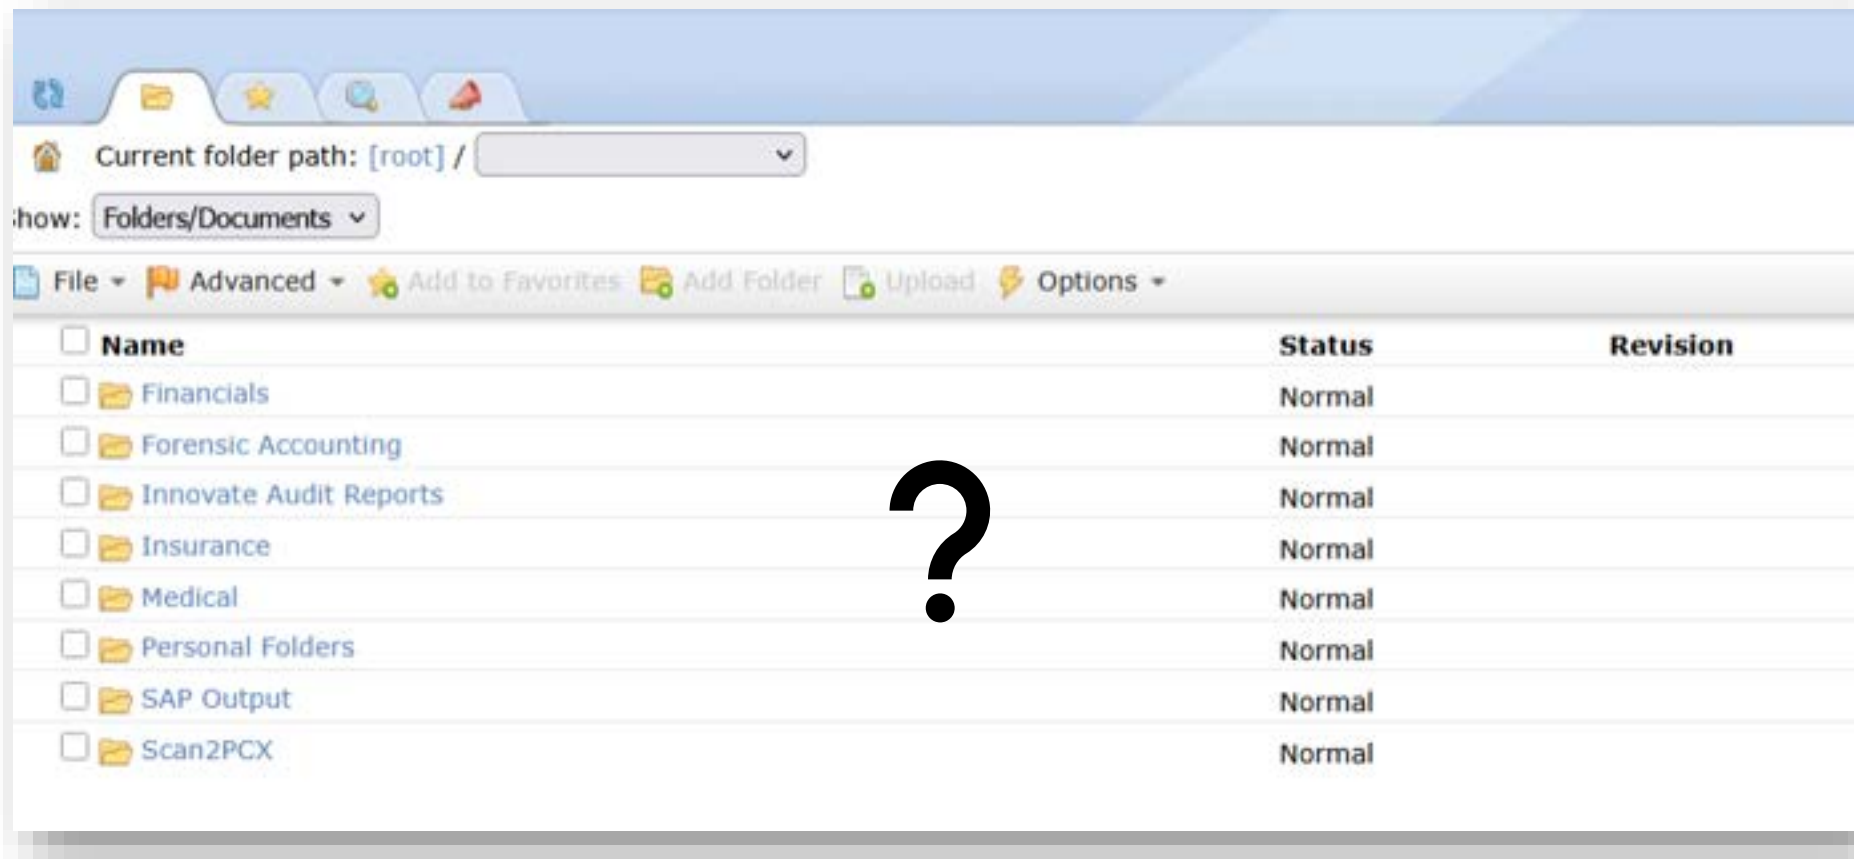 Current folder path: [root] /
how: Folders/Documents
File Advanced Add to Favorites Add Folder Upload Options
Name Status Revision
Financials Normal
Forensic Accounting Normal
Innovate Audit Reports Normal
?
Insurance Normal
Medical Normal
Personal Folders Normal
SAP Output Normal
Scan2PCX Normal